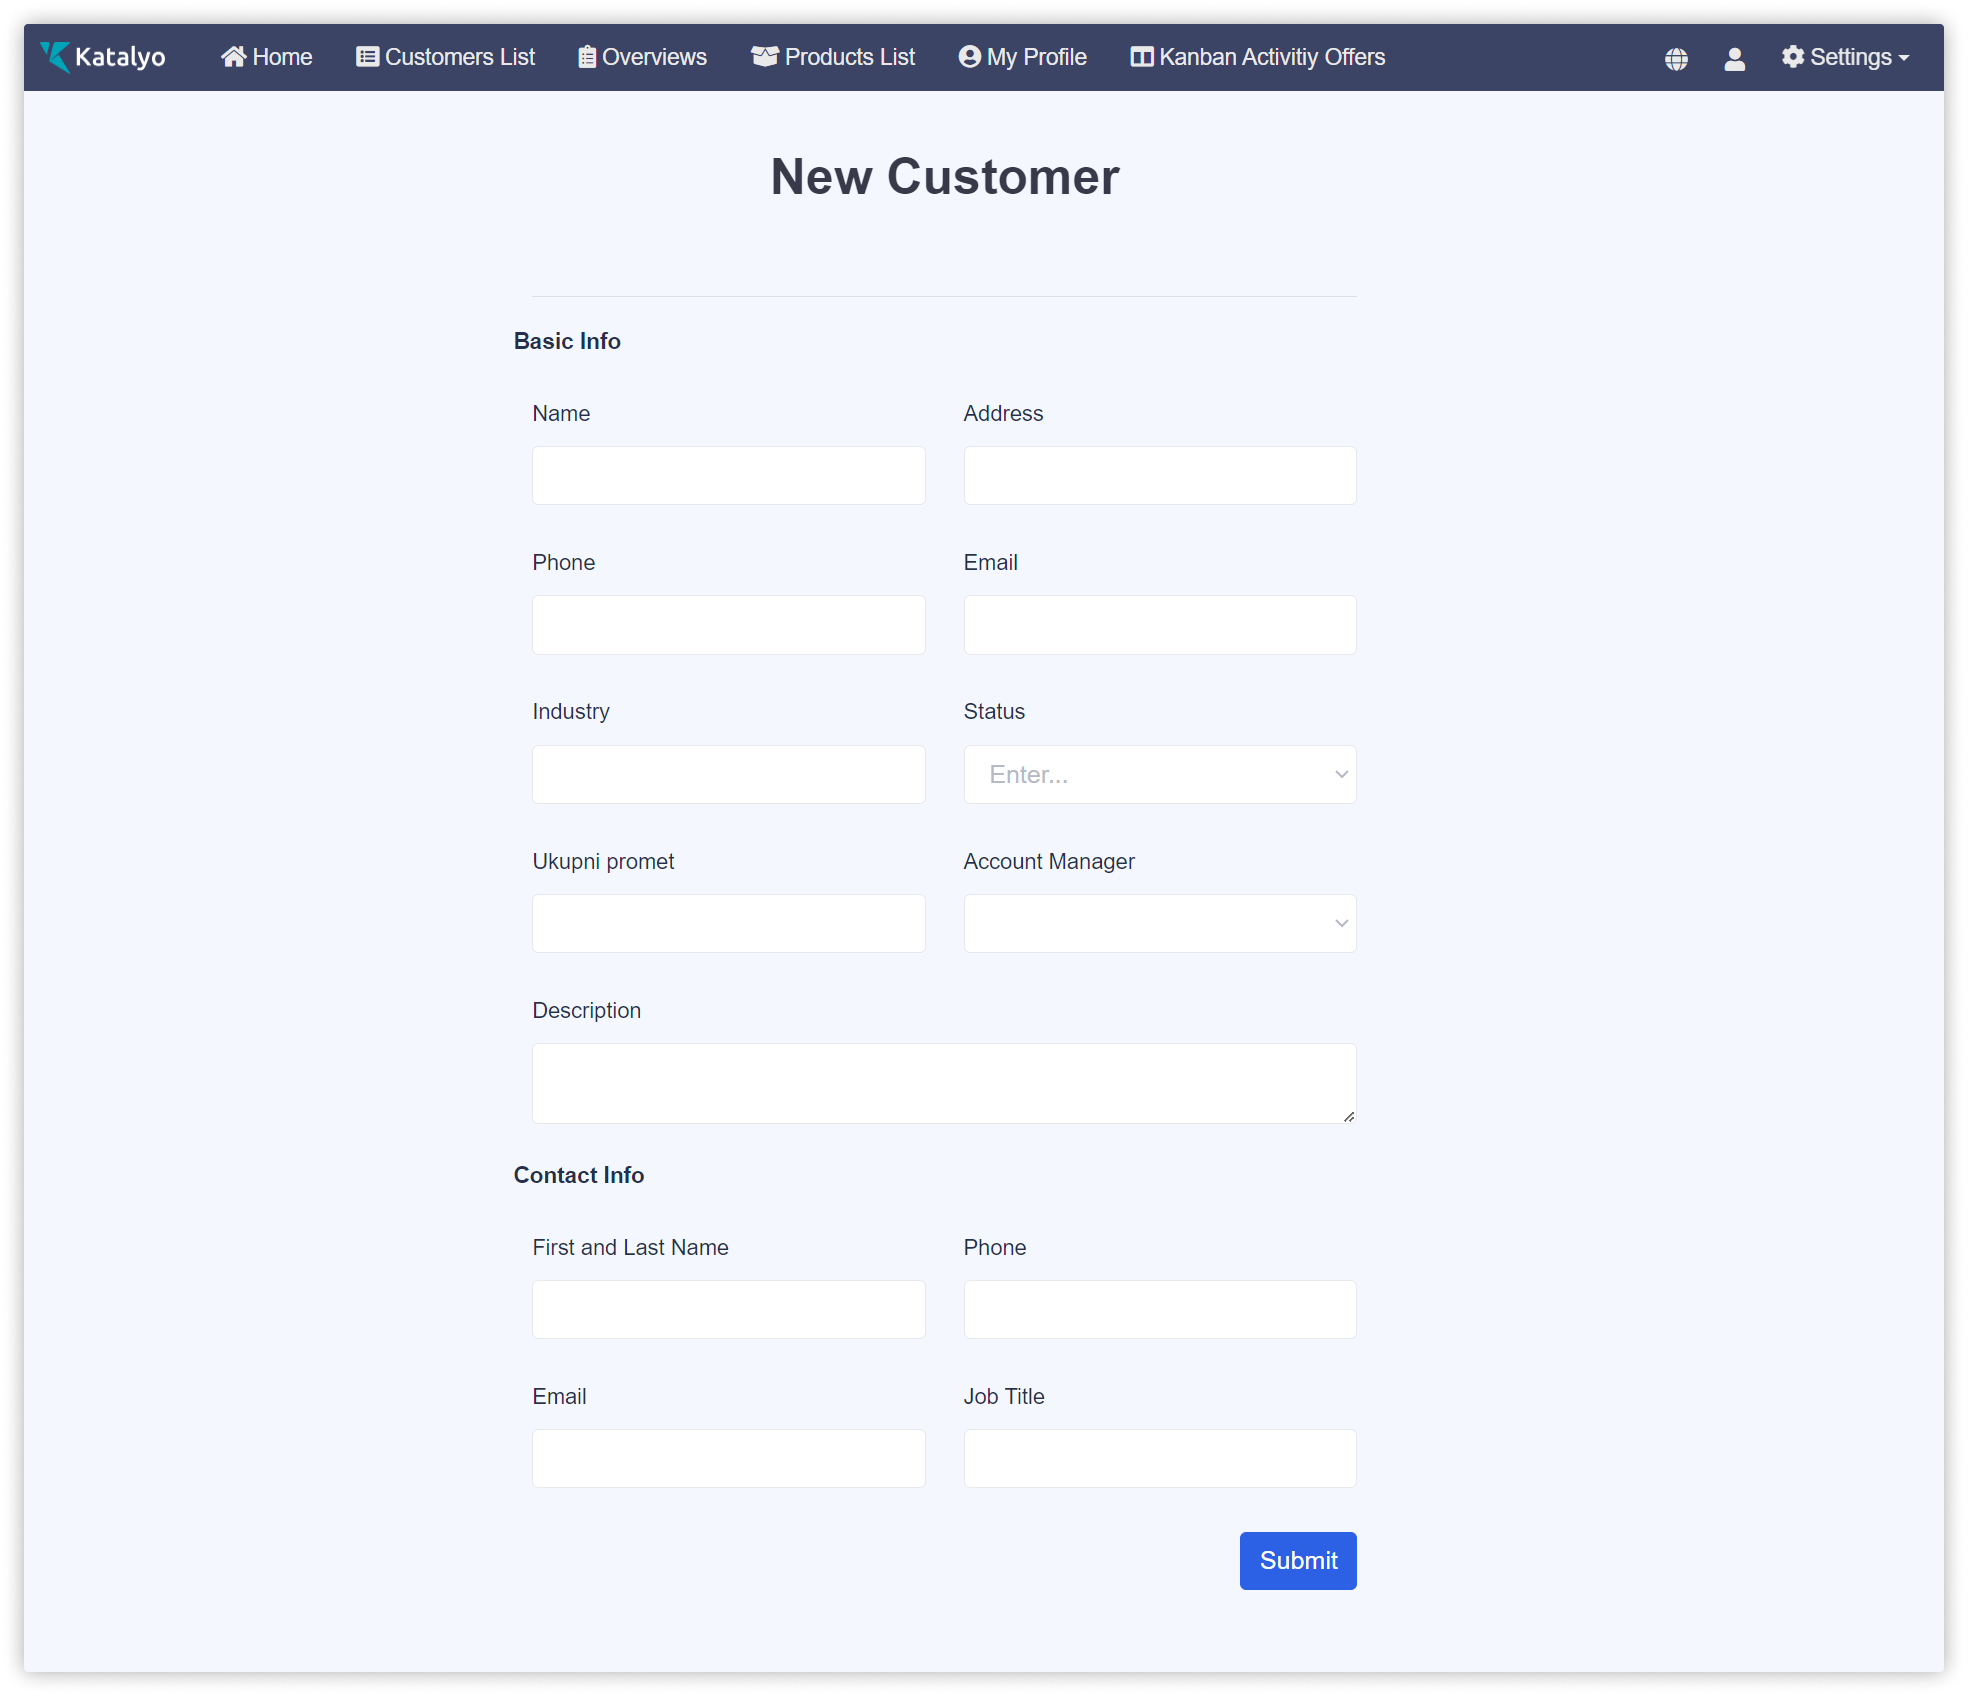 Katalyo Home Customers List Overviews Products List My Profile Kanban Activitiy Offers Settings
New Customer
Basic Info
Name Address
Phone Email
Industry Status
Enter...
Ukupni promet Account Manager
Description
Contact Info
First and Last Name Phone
Email Job Title
Submit